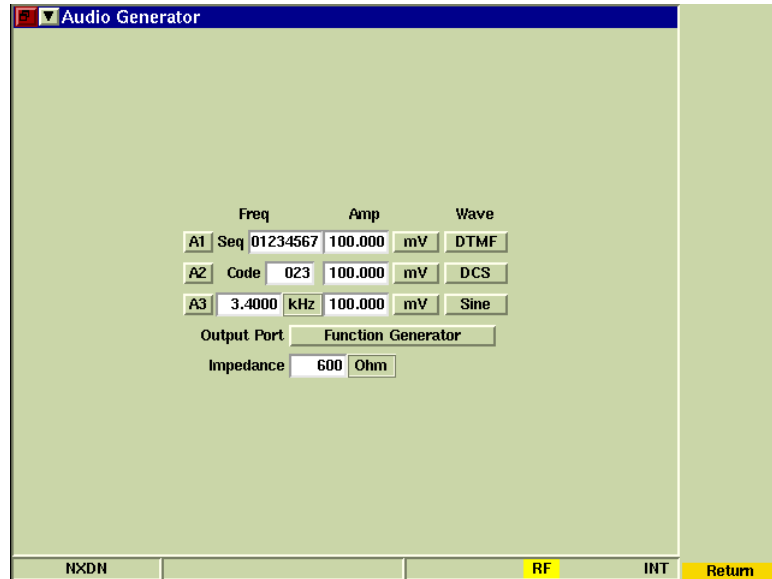 Audio Generator
Freq Amp Wave
A1 Seq 01234567 100.000 mV DTMF
A2 Code 023 100.000 mV DCS
A3 3.4000 kHz 100.000 mV Sine
Output Port Function Generator
Impedance 600 Ohm
NXDN RF INT Return